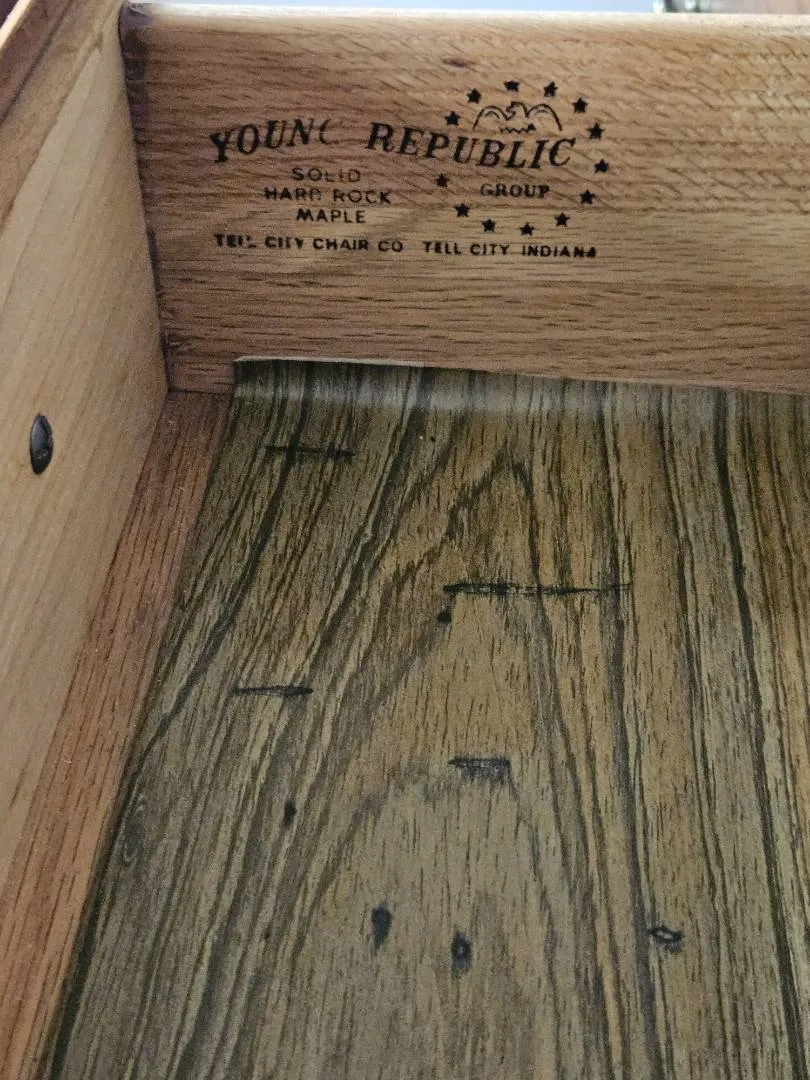 YOUNG REPUBLIC
GROUP
SOLID
HARD ROCK
MAPLE
TELL CITY CHAIR CO TELL CITY INDIANA